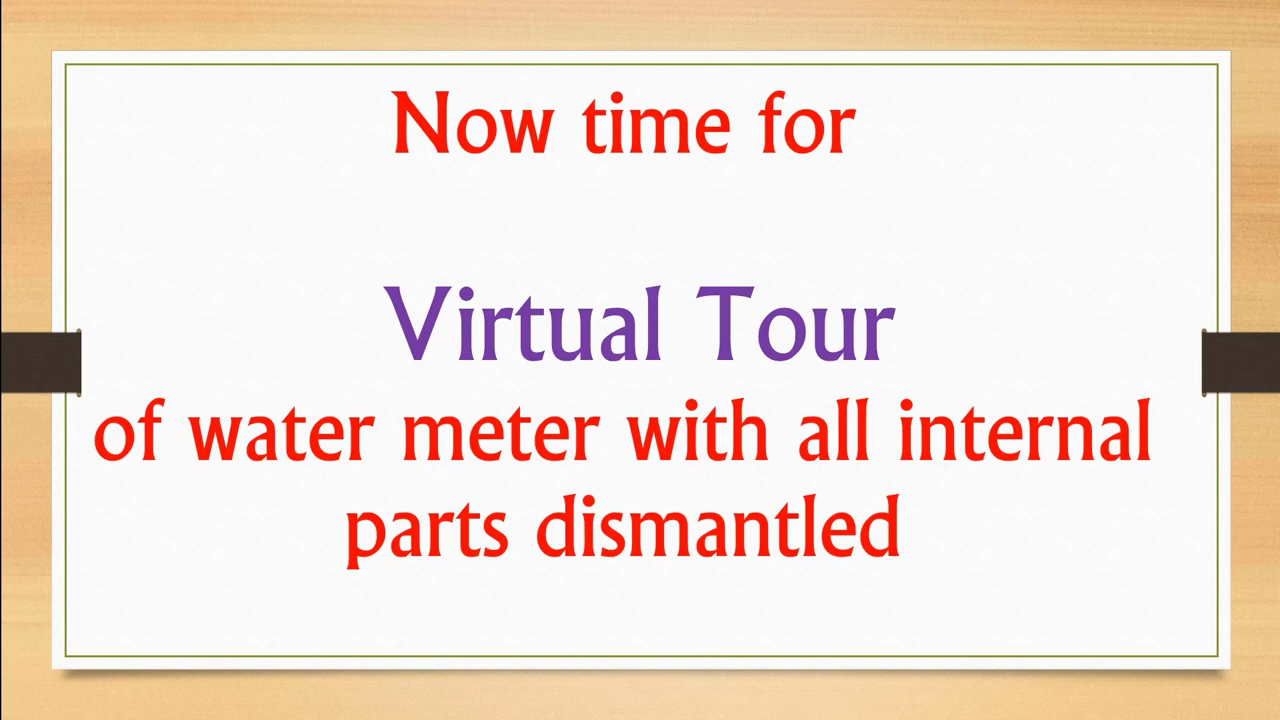 Now time for
Virtual Tour
of water meter with all internal
parts dismantled